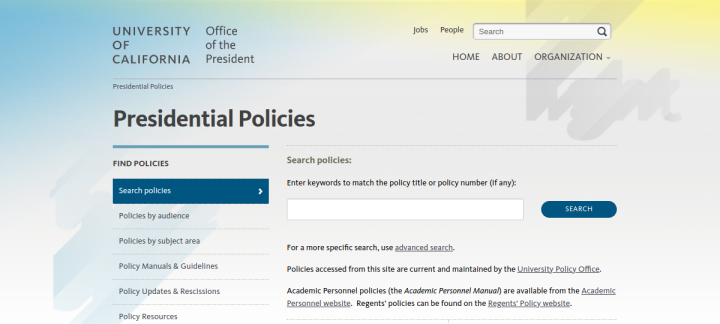 UNIVERSITY
OF
CALIFORNIA
Office
of the
President
Jobs
People
Search
HOME
ABOUT
ORGANIZATION
Presidential Policies
Presidential Policies
FIND POLICIES
Search policies
Policies by audience
Policies by subject area
Policy Manuals & Guidelines
Policy Updates & Rescissions
Policy Resources
Search policies:
Enter keywords to match the policy title or policy number (if any):
SEARCH
For a more specific search, use advanced search.
Policies accessed from this site are current and maintained by the University Policy Office.
Academic Personnel policies (the Academic Personnel Manual) are available from the Academic
Personnel website. Regents' policies can be found on the Regents' Policy website.